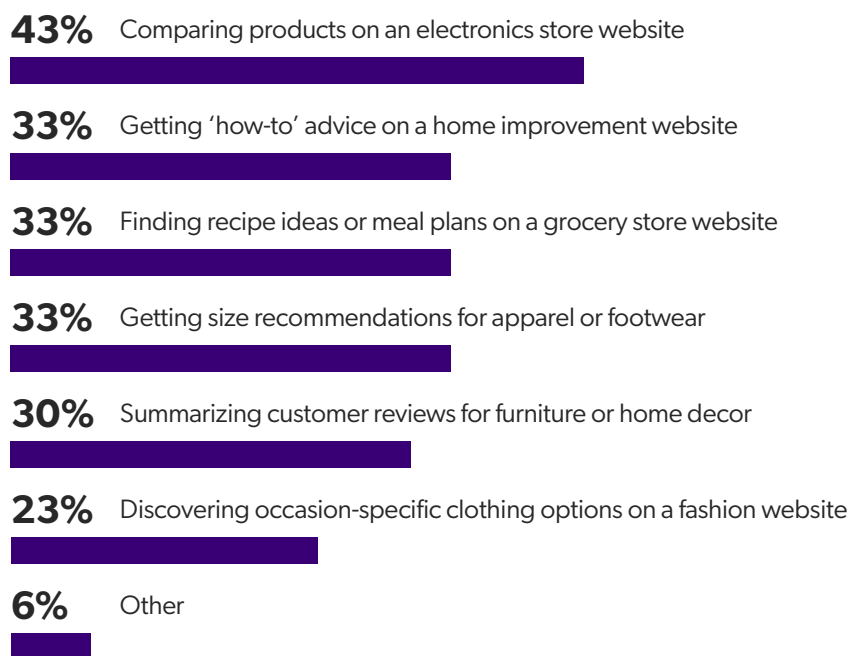 43% Comparing products on an electronics store website
33% Getting ‘how-to’ advice on a home improvement website
33% Finding recipe ideas or meal plans on a grocery store website
33% Getting size recommendations for apparel or footwear
30% Summarizing customer reviews for furniture or home decor
23% Discovering occasion-specific clothing options on a fashion website
6% Other